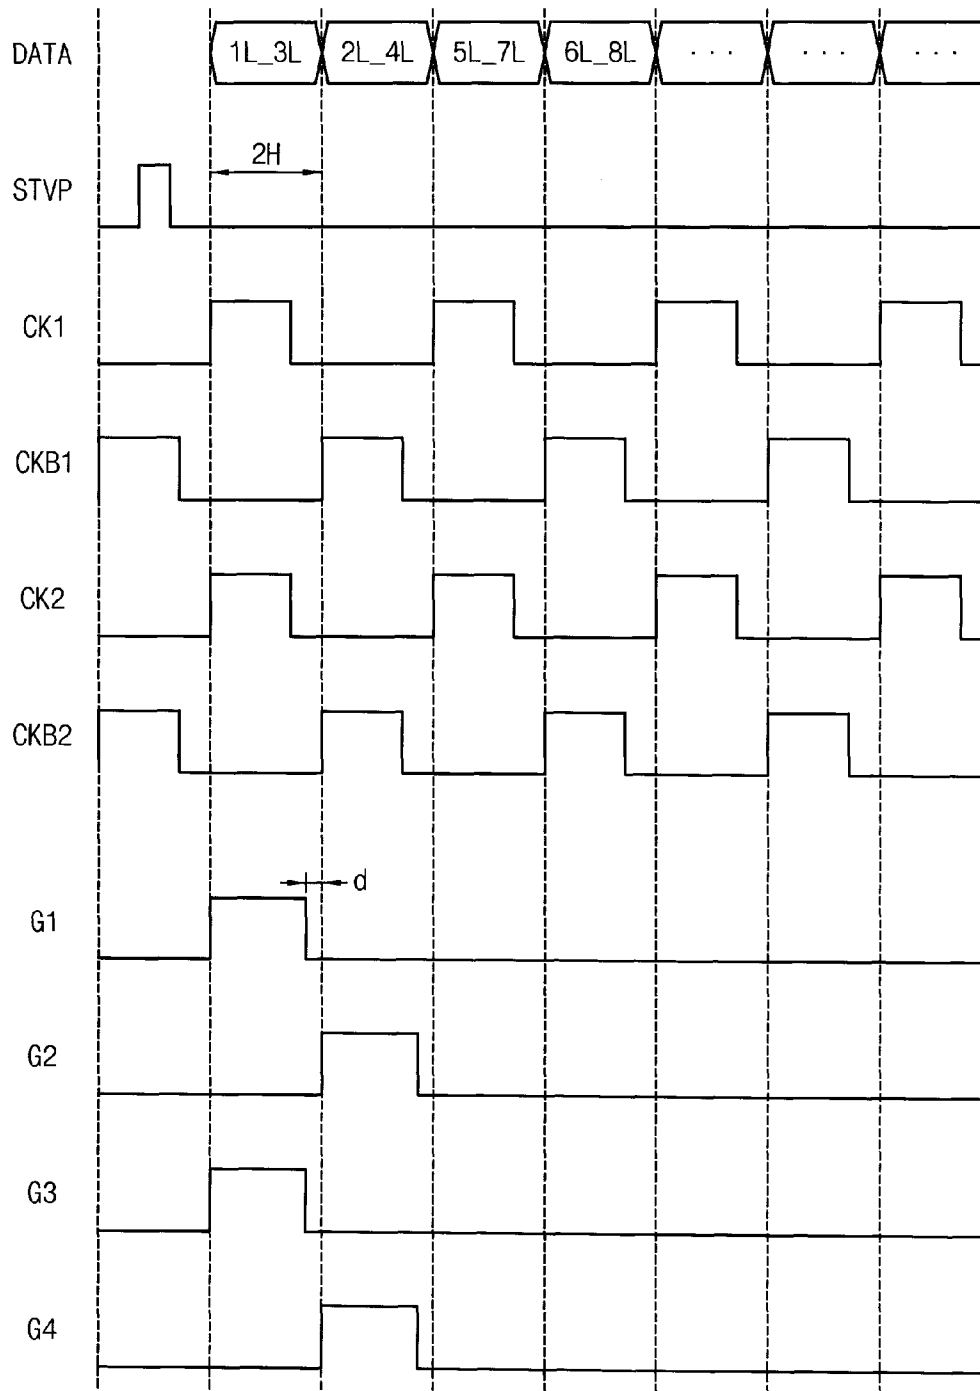 DATA 1L_3L 2L_4L 5L_7L 6L_8L ... ... ...
2H
STVP
CK1
CKB1
CK2
CKB2
d
G1
G2
G3
G4